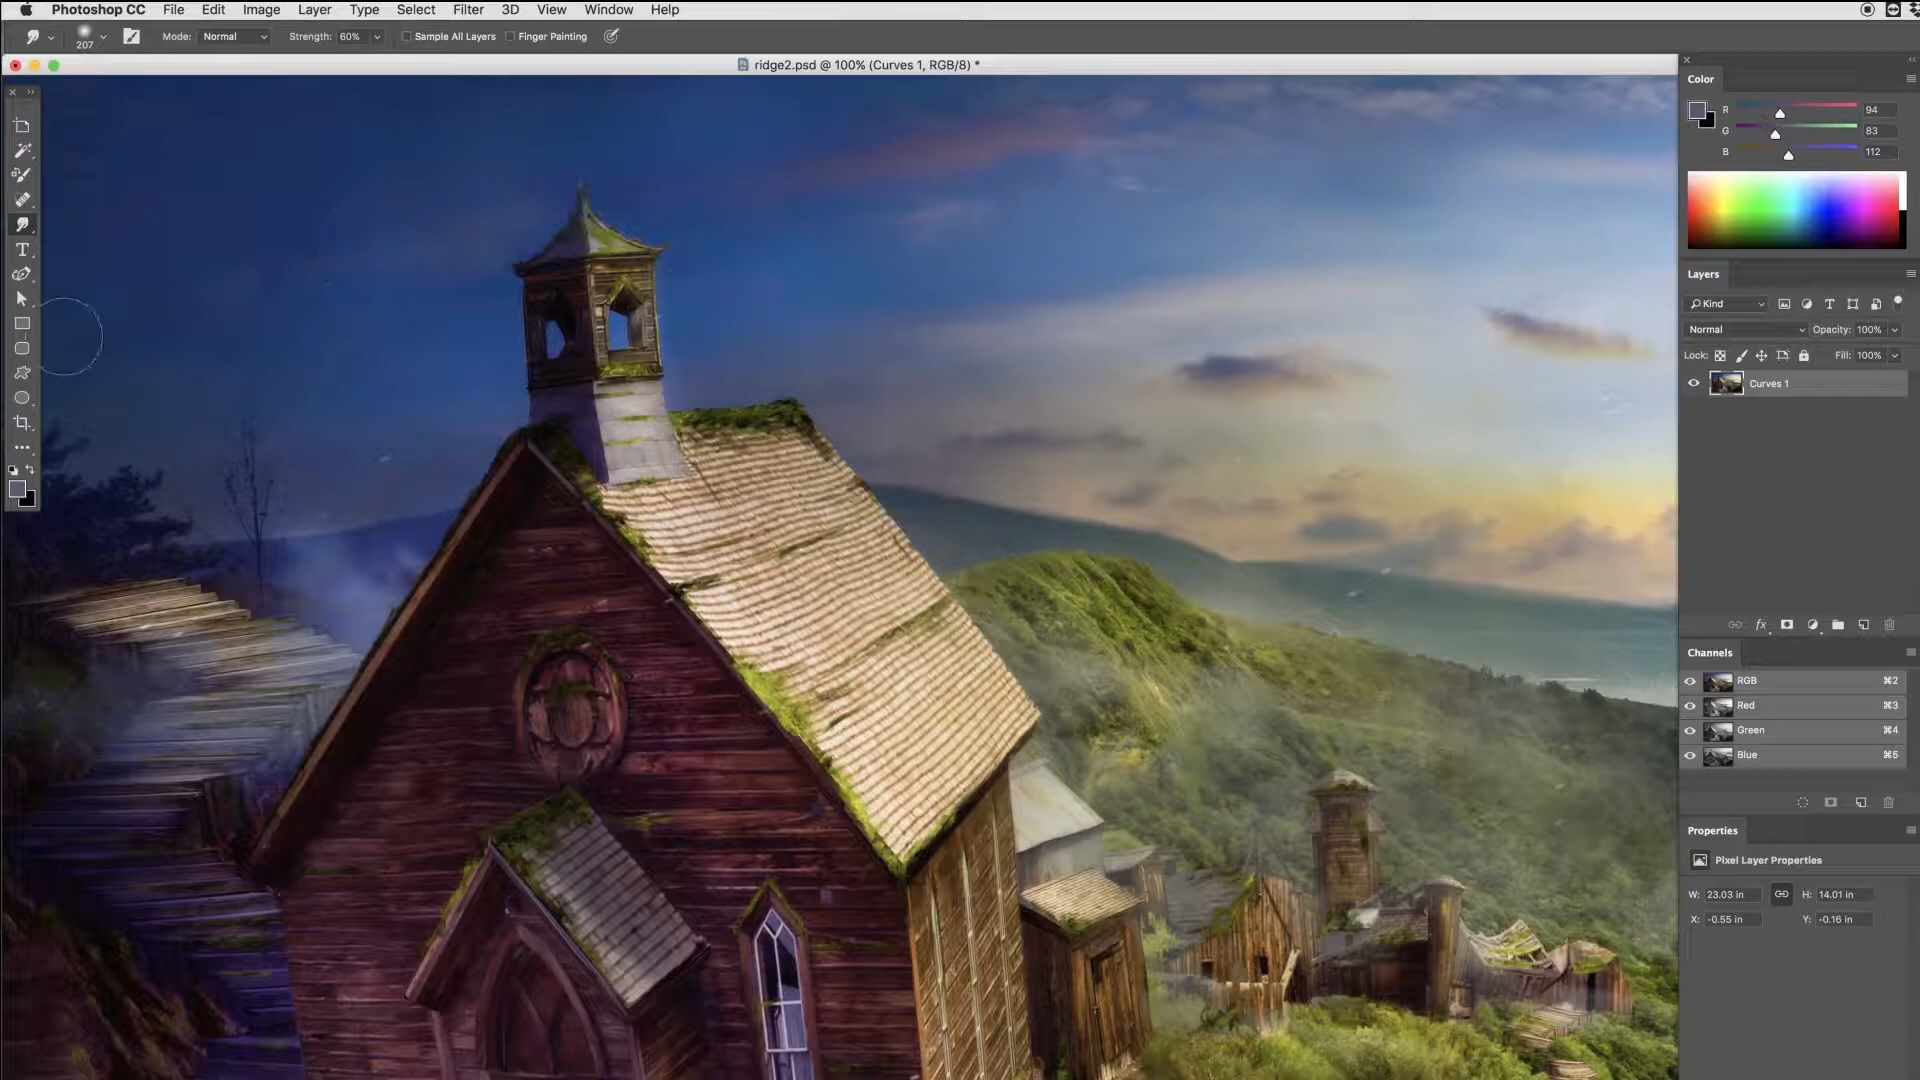 Photoshop CC File Edit Image Layer Type Select Filter 3D View Window Help
207 Mode: Normal Strength: 60% Sample All Layers Finger Painting
ridge2.psd @ 100% (Curves 1, RGB/8) *
Color
R 94
G 83
B 112
Layers
Kind
Normal Opacity: 100%
Lock: Fill: 100%
Curves 1
fx
Channels
RGB ⌘2
Red ⌘3
Green ⌘4
Blue ⌘5
Properties
Pixel Layer Properties
W: 23.03 in H: 14.01 in
X: -0.55 in Y: -0.16 in